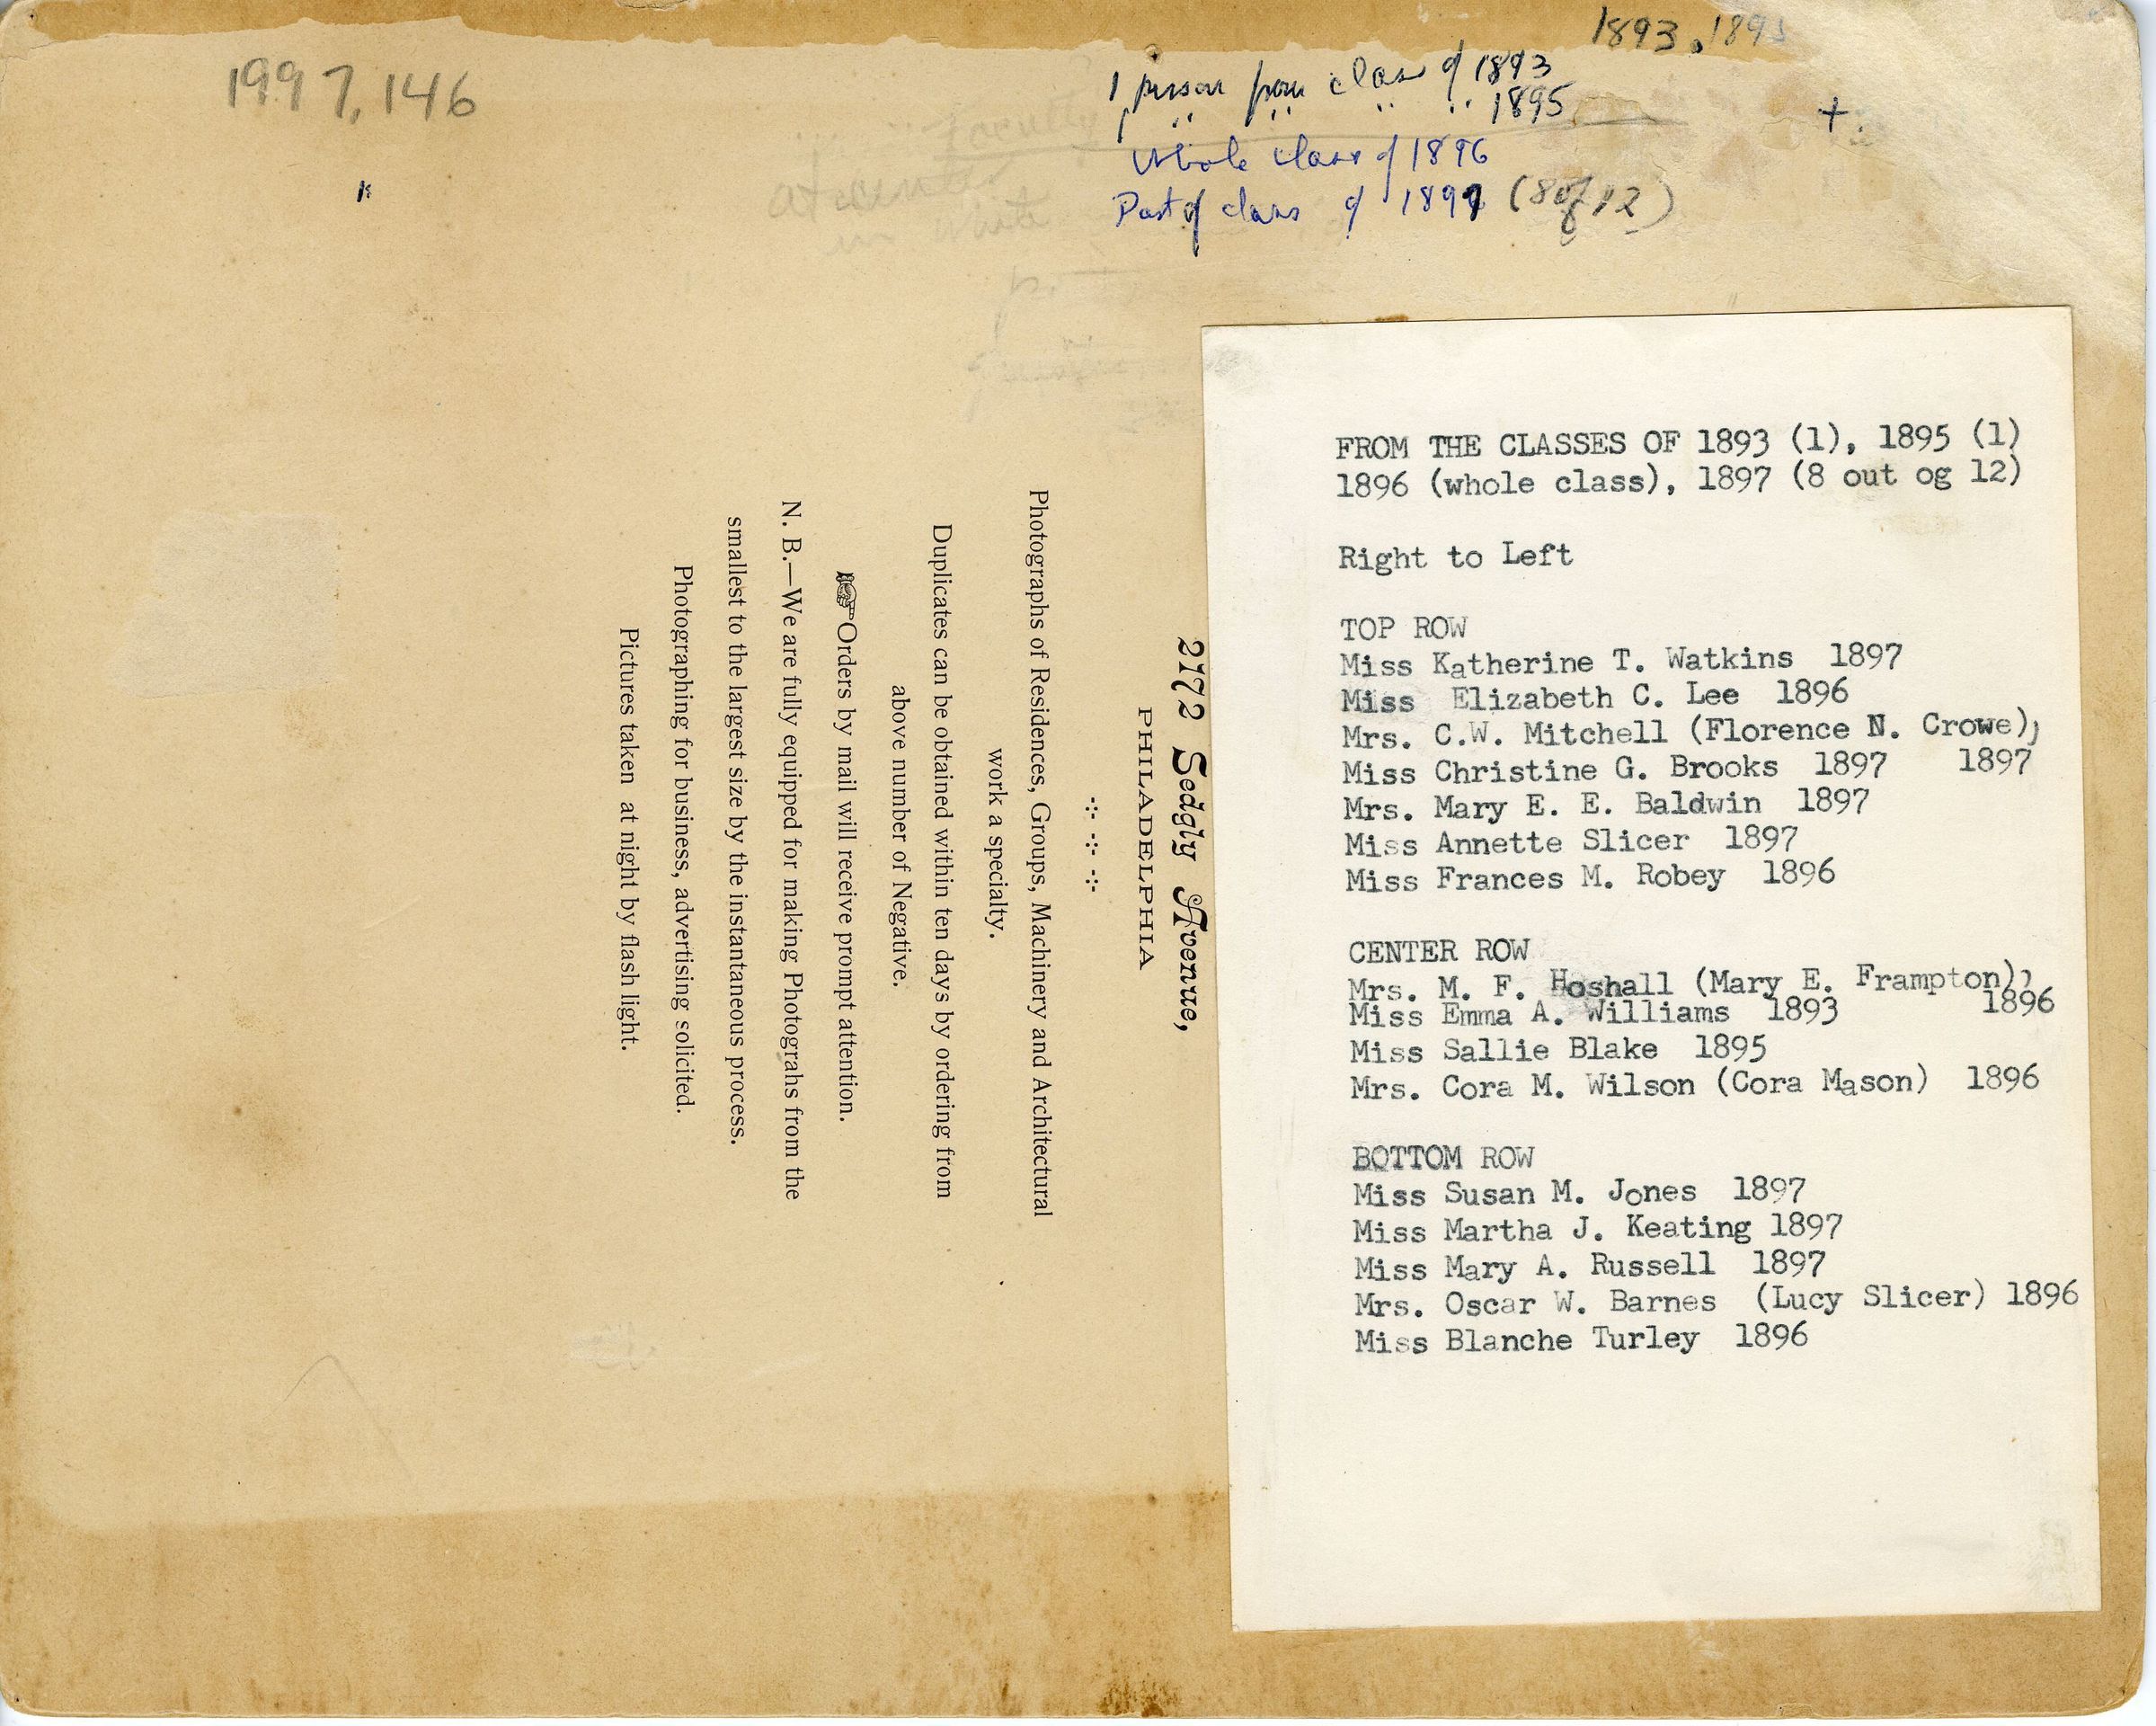 1997.146
1893, 1895
1 person from class of 1893
1 " " " " 1895
Whole class of 1896
Part of class of 1897 (8 of 12)
+
faculty
at center
in white
2172 Sedgly Avenue,
PHILADELPHIA
Photographs of Residences, Groups, Machinery and Architectural
work a specialty.
Duplicates can be obtained within ten days by ordering from
above number of Negative.
☞Orders by mail will receive prompt attention.
N. B.—We are fully equipped for making Photograhs from the
smallest to the largest size by the instantaneous process.
Photographing for business, advertising solicited.
Pictures taken at night by flash light.
FROM THE CLASSES OF 1893 (1), 1895 (1)
1896 (whole class), 1897 (8 out og 12)
Right to Left
TOP ROW
Miss Katherine T. Watkins 1897
Miss Elizabeth C. Lee 1896
Mrs. C.W. Mitchell (Florence N. Crowe),
Miss Christine G. Brooks 1897 1897
Mrs. Mary E. E. Baldwin 1897
Miss Annette Slicer 1897
Miss Frances M. Robey 1896
CENTER ROW
Mrs. M. F. Hoshall (Mary E. Frampton),
1896
Miss Emma A. Williams 1893
Miss Sallie Blake 1895
Mrs. Cora M. Wilson (Cora Mason) 1896
BOTTOM ROW
Miss Susan M. Jones 1897
Miss Martha J. Keating 1897
Miss Mary A. Russell 1897
Mrs. Oscar W. Barnes (Lucy Slicer) 1896
Miss Blanche Turley 1896